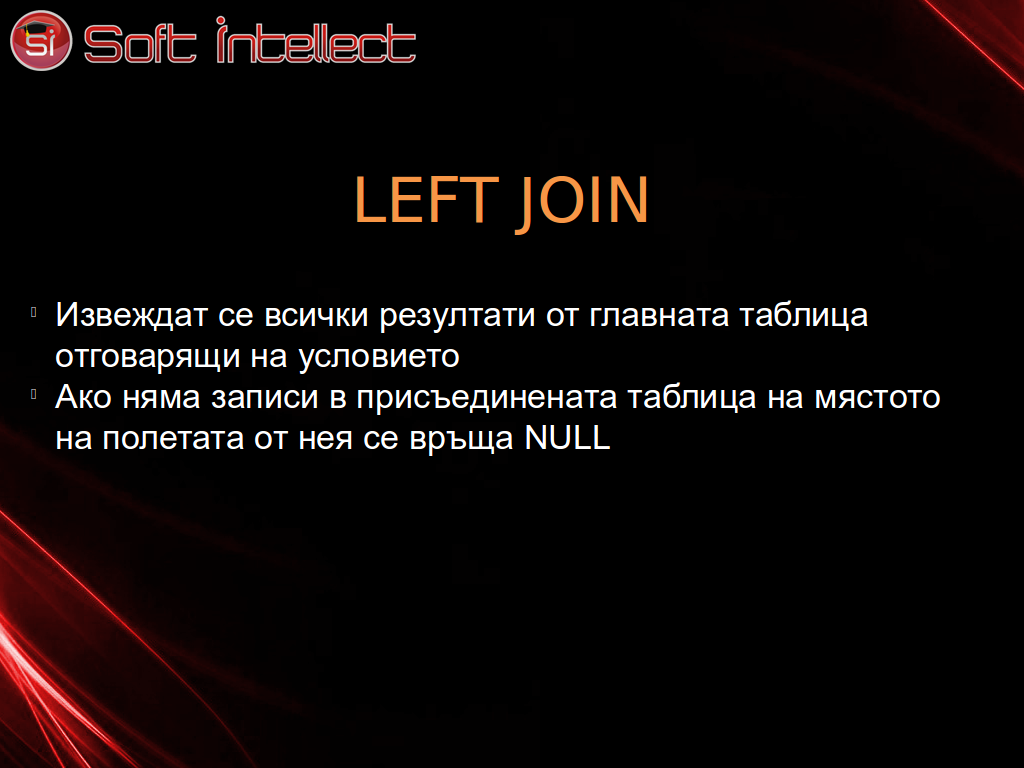 Si Soft Intellect
LEFT JOIN
Извеждат се всички резултати от главната таблица
отговарящи на условието
Ако няма записи в присъединената таблица на мястото
на полетата от нея се връща NULL